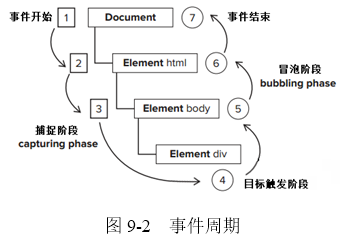 事件开始 1 Document 7 事件结束
2 Element html 6 冒泡阶段
bubbling phase
3 Element body 5
捕捉阶段
capturing phase
Element div
4 目标触发阶段
图 9-2 事件周期